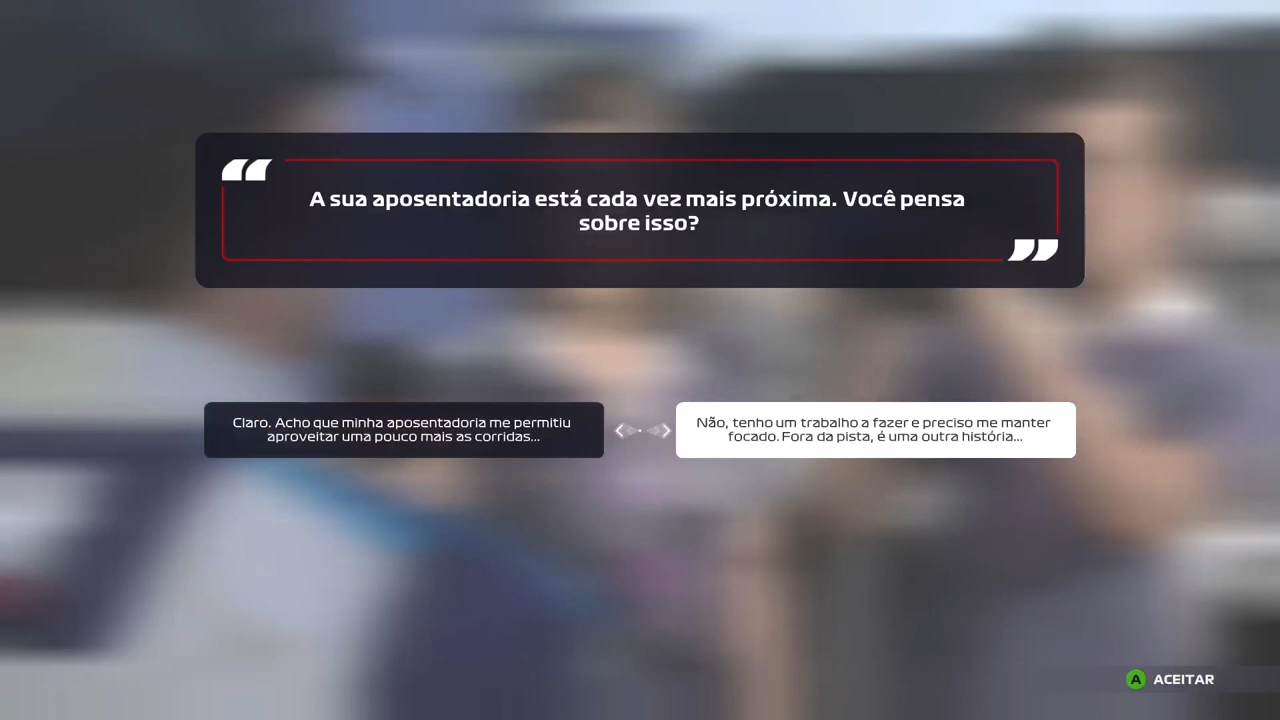 A sua aposentadoria está cada vez mais próxima. Você pensa
sobre isso?
Claro. Acho que minha aposentadoria me permitiu
aproveitar uma pouco mais as corridas...
Não, tenho um trabalho a fazer e preciso me manter
focado. Fora da pista, é uma outra história...
A ACEITAR